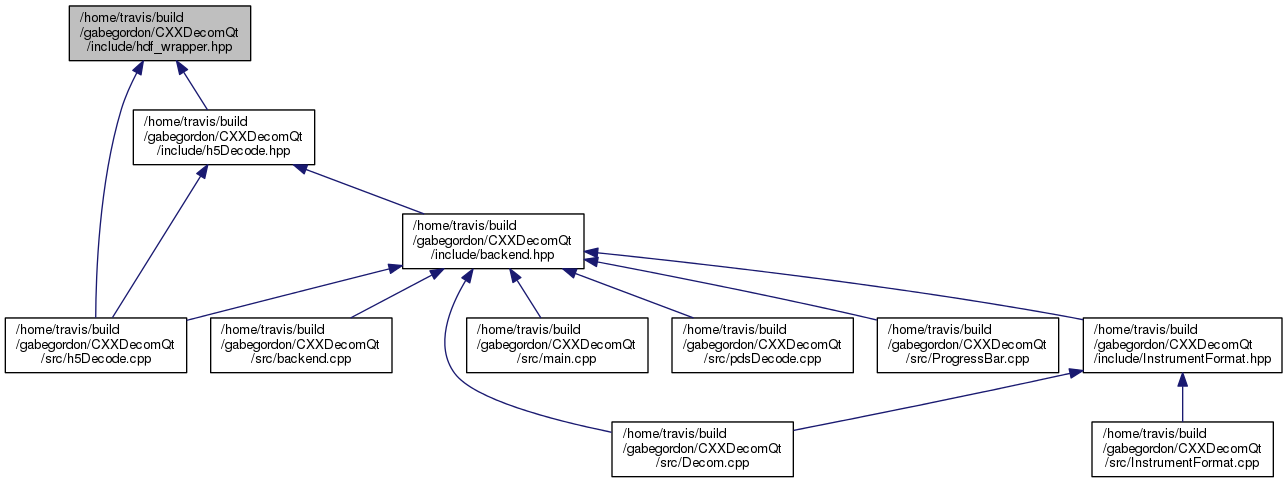 /home/travis/build
/gabegordon/CXXDecomQt
/include/hdf_wrapper.hpp
/home/travis/build
/gabegordon/CXXDecomQt
/include/h5Decode.hpp
/home/travis/build
/gabegordon/CXXDecomQt
/include/backend.hpp
/home/travis/build
/gabegordon/CXXDecomQt
/src/h5Decode.cpp
/home/travis/build
/gabegordon/CXXDecomQt
/src/backend.cpp
/home/travis/build
/gabegordon/CXXDecomQt
/src/main.cpp
/home/travis/build
/gabegordon/CXXDecomQt
/src/pdsDecode.cpp
/home/travis/build
/gabegordon/CXXDecomQt
/src/ProgressBar.cpp
/home/travis/build
/gabegordon/CXXDecomQt
/include/InstrumentFormat.hpp
/home/travis/build
/gabegordon/CXXDecomQt
/src/Decom.cpp
/home/travis/build
/gabegordon/CXXDecomQt
/src/InstrumentFormat.cpp